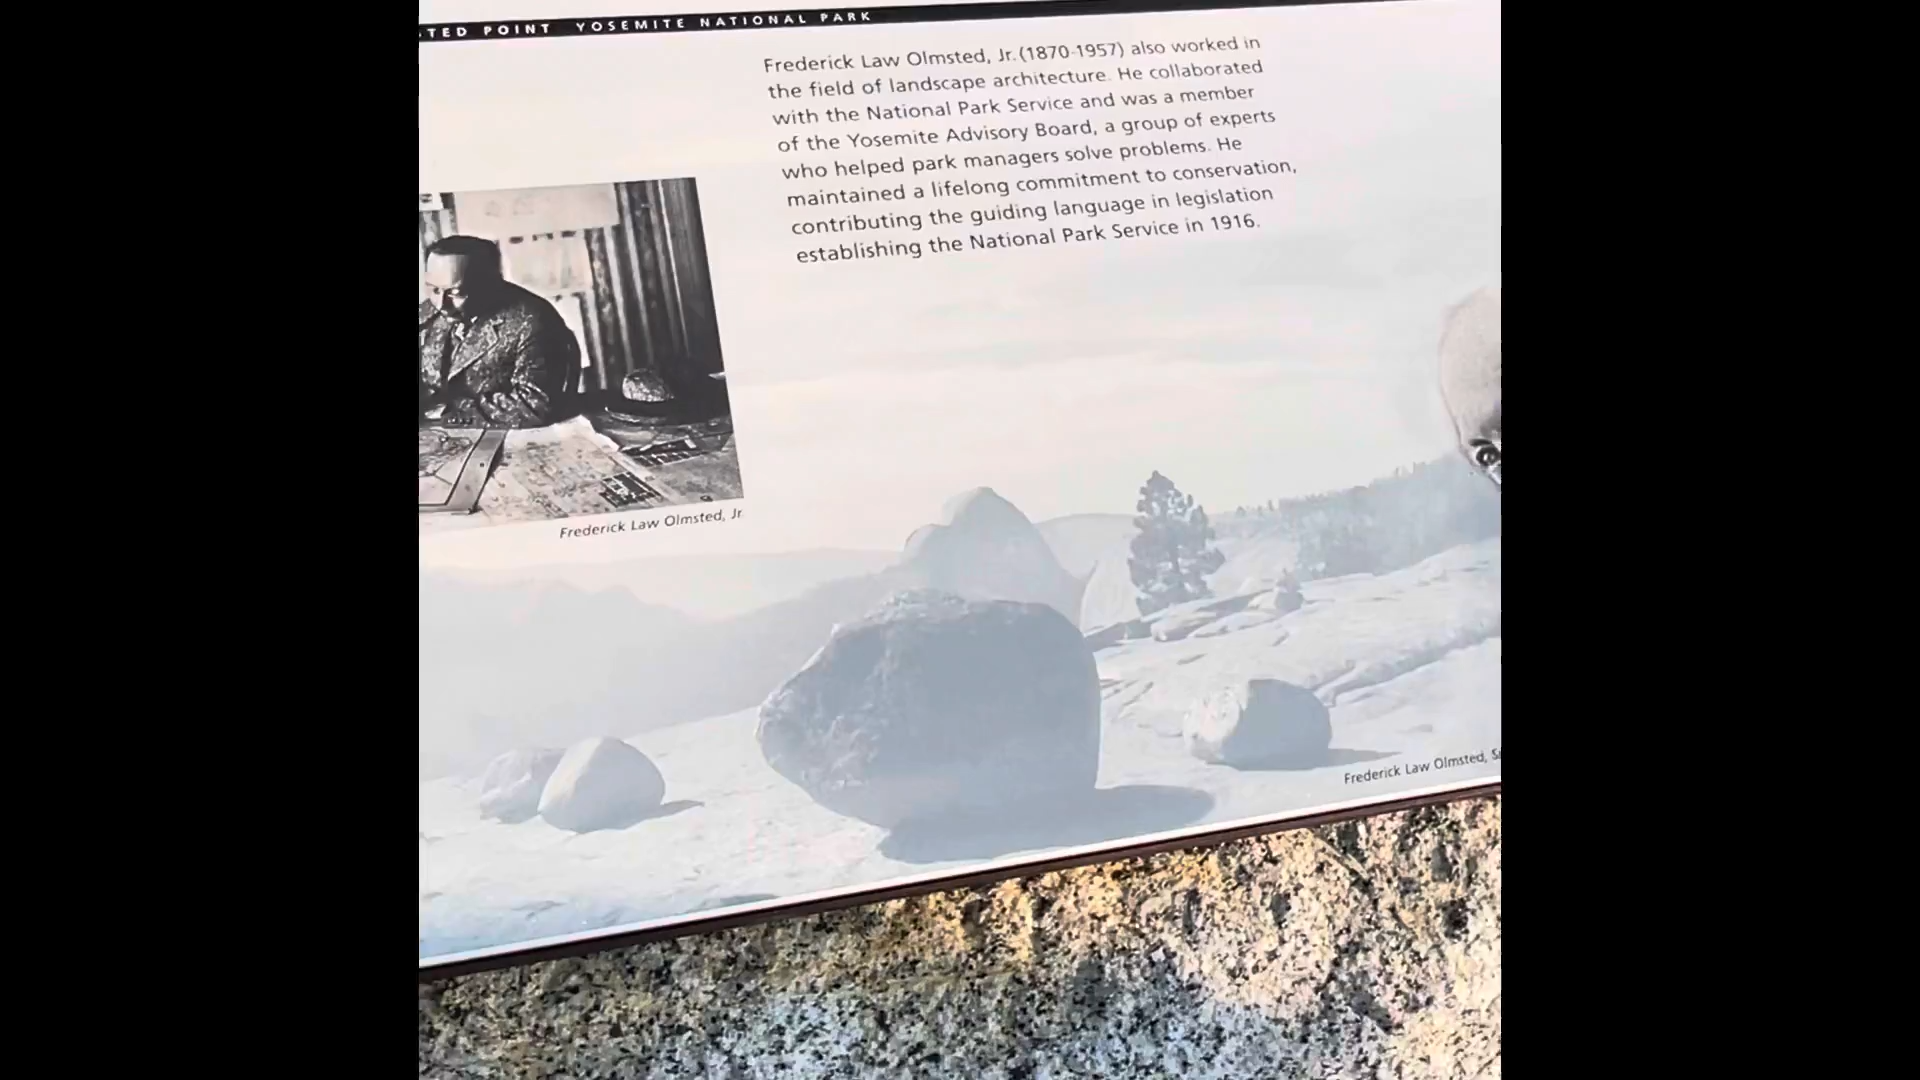 TED POINT YOSEMITE NATIONAL PARK
Frederick Law Olmsted, Jr. (1870-1957) also worked in
the field of landscape architecture. He collaborated
with the National Park Service and was a member
of the Yosemite Advisory Board, a group of experts
who helped park managers solve problems. He
maintained a lifelong commitment to conservation,
contributing the guiding language in legislation
establishing the National Park Service in 1916.
Frederick Law Olmsted, Jr.
Frederick Law Olmsted, S